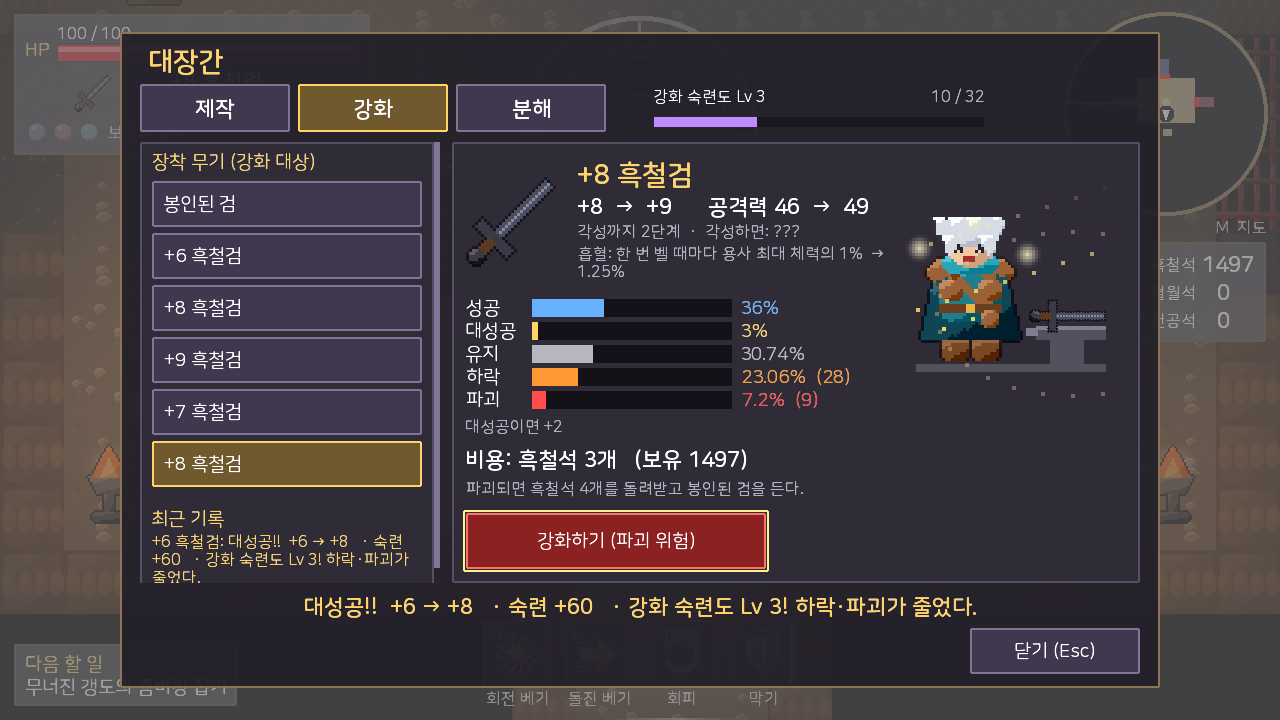 100 / 100
HP
대장간
제작
강화
분해
강화 숙련도 Lv 3
10 / 32
장착 무기 (강화 대상)
봉인된 검
+6 흑철검
+8 흑철검
+9 흑철검
+7 흑철검
+8 흑철검
최근 기록
+6 흑철검: 대성공!! +6 → +8 · 숙련
+60 · 강화 숙련도 Lv 3! 하락·파괴가
줄었다.
+8 흑철검
+8 → +9 공격력 46 → 49
각성까지 2단계 · 각성하면: ???
흡혈: 한 번 벨 때마다 용사 최대 체력의 1% →
1.25%
성공 36%
대성공 3%
유지 30.74%
하락 23.06% (28)
파괴 7.2% (9)
대성공이면 +2
비용: 흑철석 3개 (보유 1497)
파괴되면 흑철석 4개를 돌려받고 봉인된 검을 든다.
강화하기 (파괴 위험)
대성공!! +6 → +8 · 숙련 +60 · 강화 숙련도 Lv 3! 하락·파괴가 줄었다.
닫기 (Esc)
M 지도
흑철석 1497
0
0
다음 할 일
무너진 갱도의 좀비킹 잡기
회전 베기
돌진 베기
회피
막기